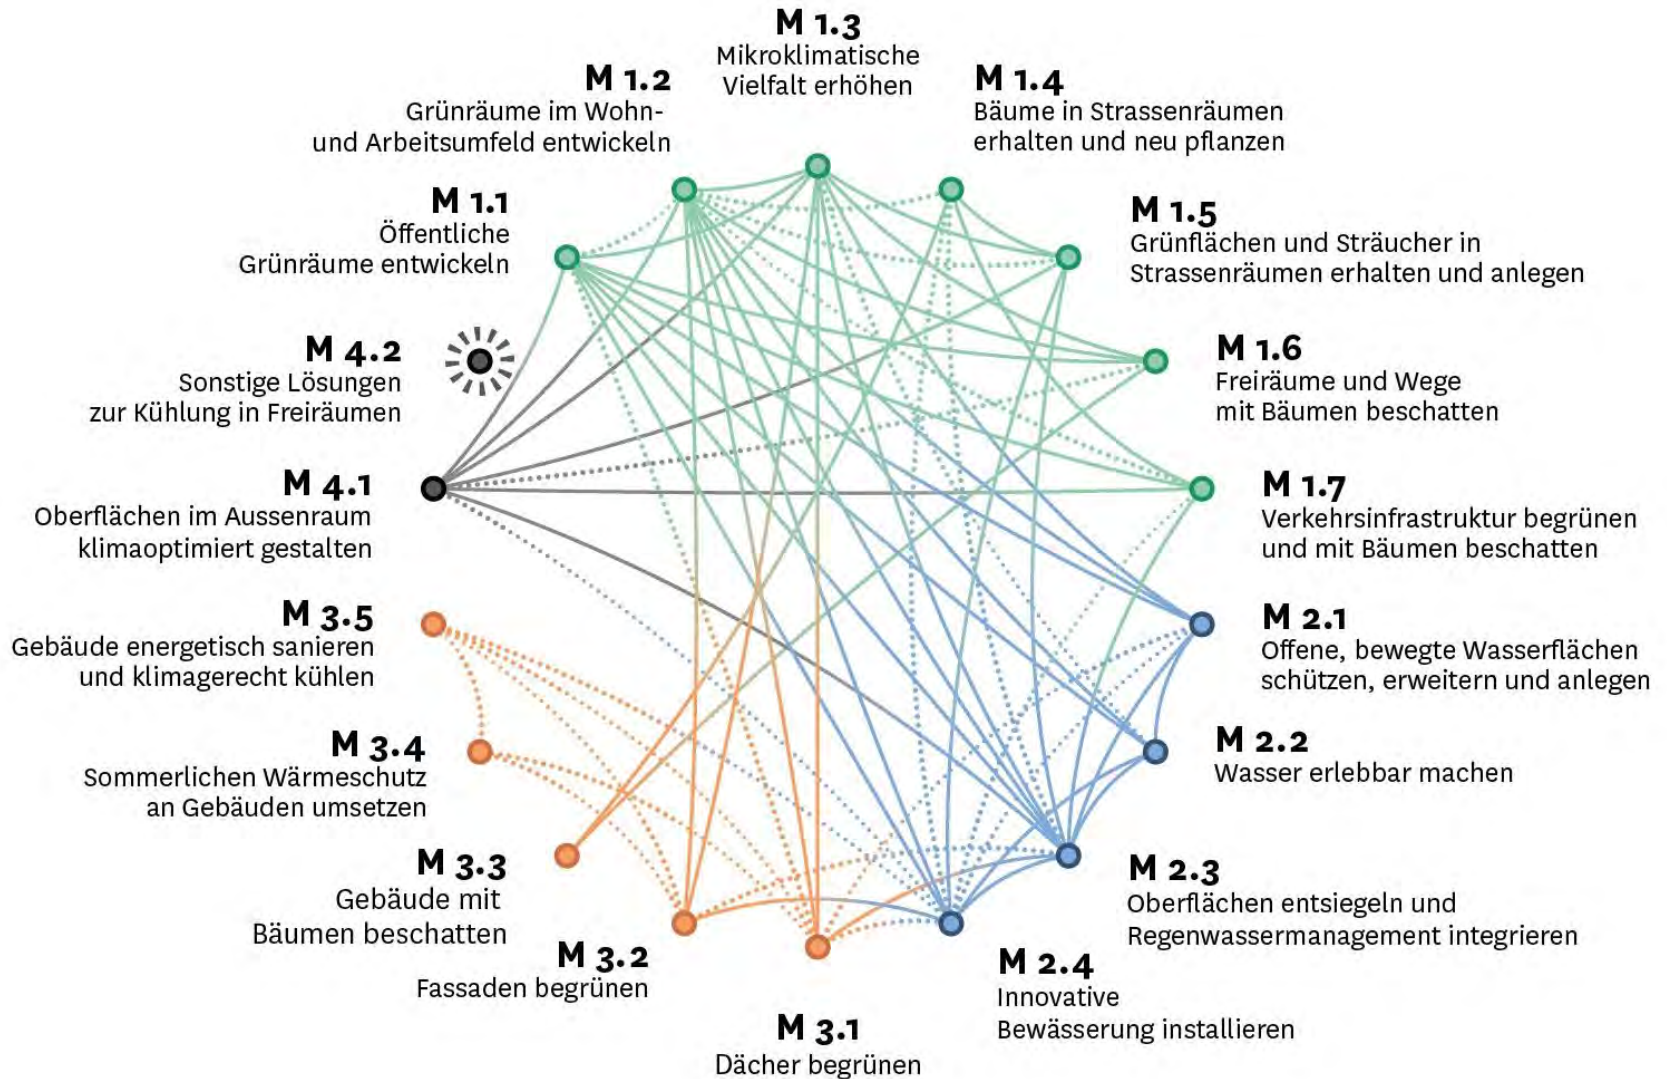 M 1.3
Mikroklimatische
Vielfalt erhöhen
M 1.2
Grünräume im Wohn-
und Arbeitsumfeld entwickeln
M 1.4
Bäume in Strassenräumen
erhalten und neu pflanzen
M 1.1
Öffentliche
Grünräume entwickeln
M 1.5
Grünflächen und Sträucher in
Strassenräumen erhalten und anlegen
M 4.2
Sonstige Lösungen
zur Kühlung in Freiräumen
M 1.6
Freiräume und Wege
mit Bäumen beschatten
M 4.1
Oberflächen im Aussenraum
klimaoptimiert gestalten
M 1.7
Verkehrsinfrastruktur begrünen
und mit Bäumen beschatten
M 3.5
Gebäude energetisch sanieren
und klimagerecht kühlen
M 2.1
Offene, bewegte Wasserflächen
schützen, erweitern und anlegen
M 3.4
Sommerlichen Wärmeschutz
an Gebäuden umsetzen
M 2.2
Wasser erlebbar machen
M 3.3
Gebäude mit
Bäumen beschatten
M 2.3
Oberflächen entsiegeln und
Regenwassermanagement integrieren
M 3.2
Fassaden begrünen
M 2.4
Innovative
Bewässerung installieren
M 3.1
Dächer begrünen